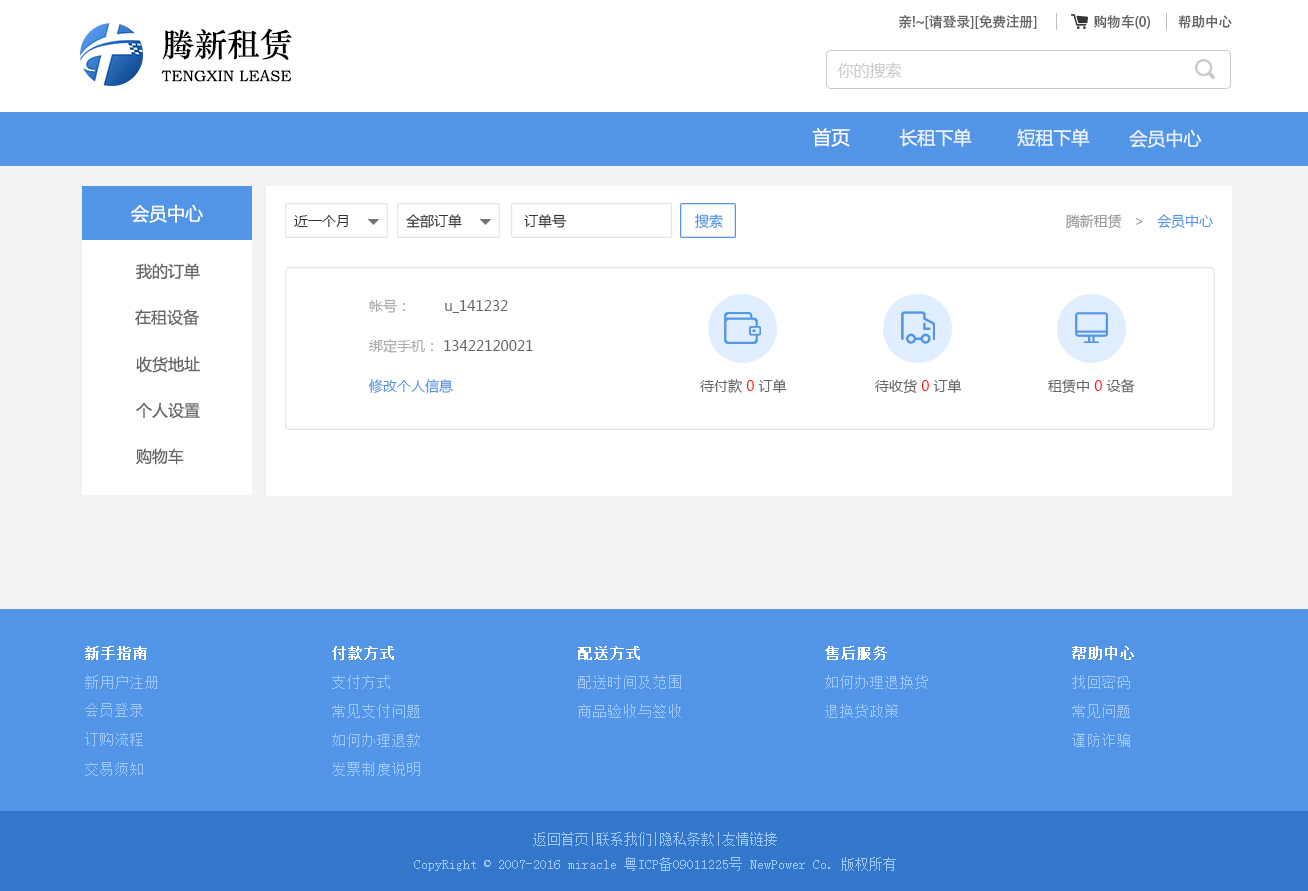 亲!~[请登录][免费注册] 购物车(0) 帮助中心
腾新租赁
TENGXIN LEASE
你的搜索
首页 长租下单 短租下单 会员中心
会员中心
我的订单
在租设备
收货地址
个人设置
购物车
近一个月 全部订单 订单号 搜索 腾新租赁 > 会员中心
帐号： u_141232
绑定手机： 13422120021
修改个人信息
待付款 0 订单 待收货 0 订单 租赁中 0 设备
新手指南
新用户注册
会员登录
订购流程
交易须知
付款方式
支付方式
常见支付问题
如何办理退款
发票制度说明
配送方式
配送时间及范围
商品验收与签收
售后服务
如何办理退换货
退换货政策
帮助中心
找回密码
常见问题
谨防诈骗
返回首页|联系我们|隐私条款|友情链接
CopyRight © 2007-2016 miracle 粤ICP备09011225号 NewPower Co. 版权所有